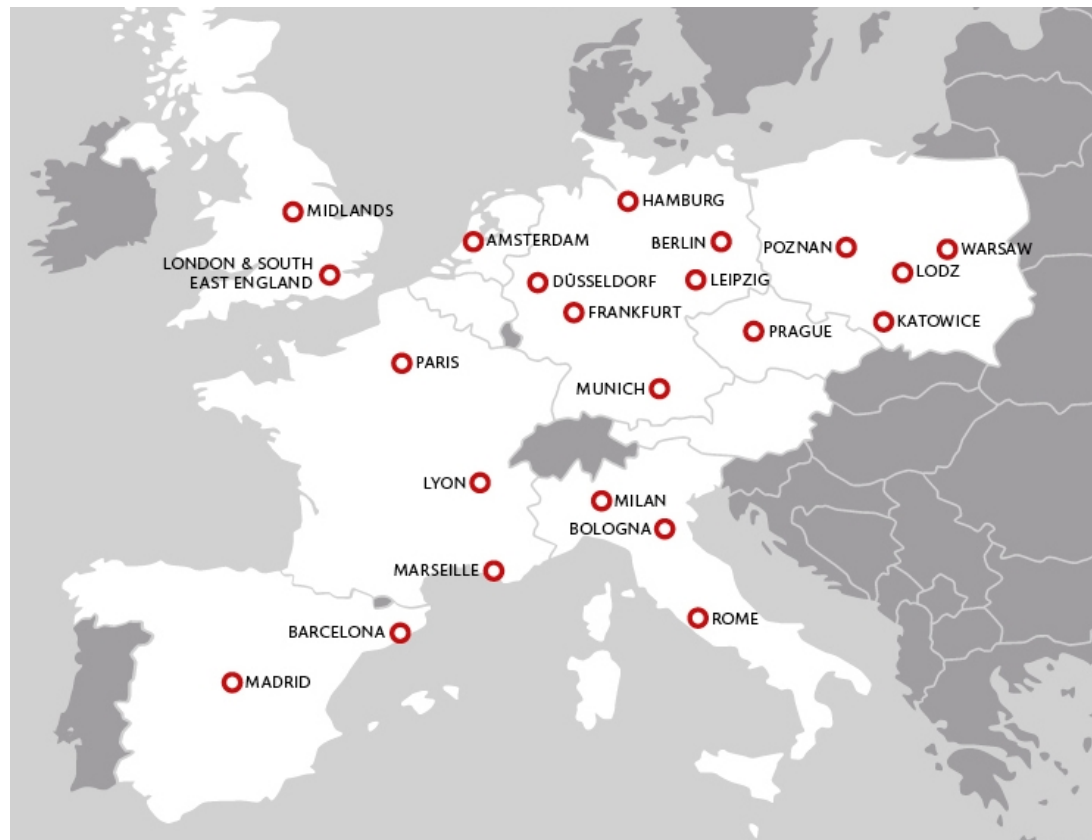 HAMBURG
MIDLANDS
AMSTERDAM
BERLIN
POZNAN
WARSAW
LONDON & SOUTH
EAST ENGLAND
DÜSSELDORF
LEIPZIG
LODZ
FRANKFURT
PRAGUE
KATOWICE
PARIS
MUNICH
LYON
MILAN
BOLOGNA
MARSEILLE
ROME
BARCELONA
MADRID